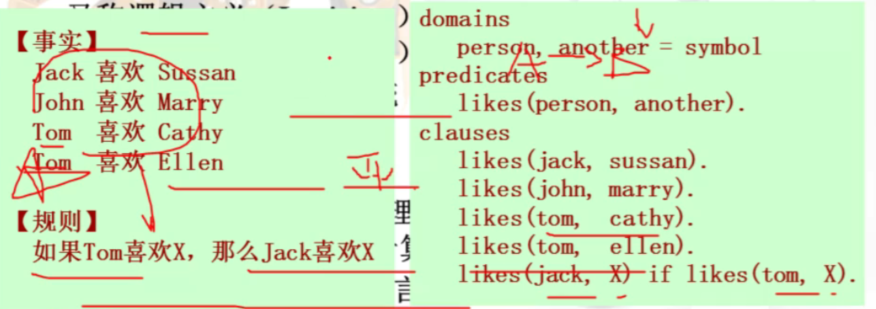 【事实】
Jack 喜欢 Sussan
John 喜欢 Marry
Tom 喜欢 Cathy
Tom 喜欢 Ellen
【规则】
如果Tom喜欢X，那么Jack喜欢X
domains
person, another = symbol
predicates
likes(person, another).
clauses
likes(jack, sussan).
likes(john, marry).
likes(tom, cathy).
likes(tom, ellen).
likes(jack, X) if likes(tom, X).